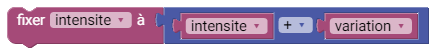 fixer intensite à intensite + variation